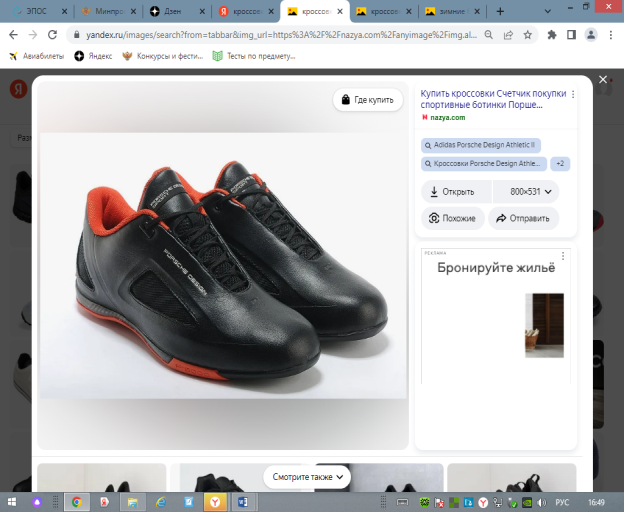 ЭПОС
Минпро
Дзен
кроссовк
кроссовк
кроссовк
зимние
yandex.ru/images/search?from=tabbar&img_url=https%3A%2F%2Fnazya.com%2Fanyimage%2Fimg.al...
Авиабилеты
Яндекс
Конкурсы и фести...
Тесты по предмету...
Я
Где купить
Купить кроссовки Счетчик покупки
спортивные ботинки Порше...
nazya.com
Adidas Porsche Design Athletic II
Кроссовки Porsche Design Athle...
+2
Открыть
800×531
Похожие
Отправить
РЕКЛАМА
Бронируйте жильё
PORSCHE DESIGN
Смотрите также
РУС
16:49